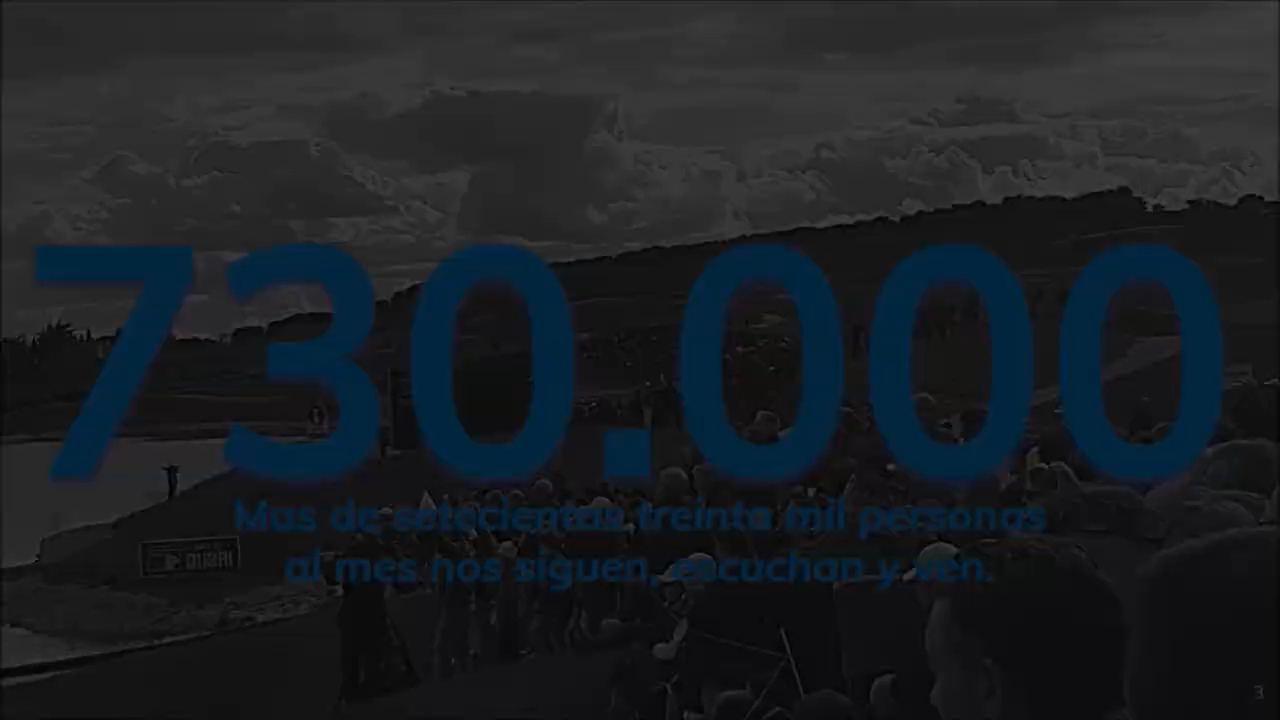 730.000
Mas de setecientas treinta mil personas
al mes nos siguen, escuchan y ven.
DUBAI
3